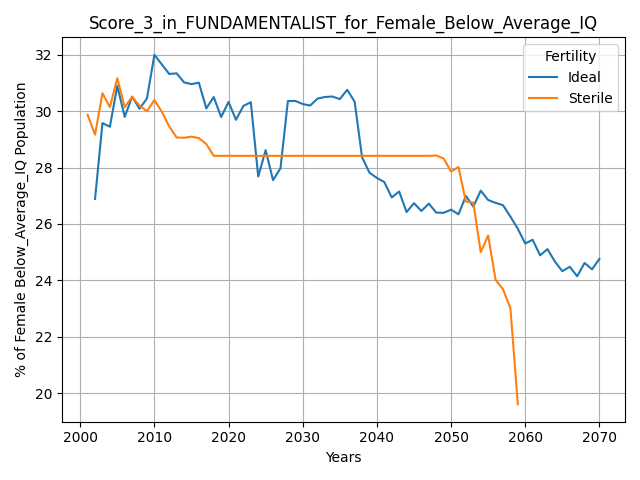 Score_3_in_FUNDAMENTALIST_for_Female_Below_Average_IQ
Fertility
Ideal
Sterile
% of Female Below_Average_IQ Population
32
30
28
26
24
22
20
2000 2010 2020 2030 2040 2050 2060 2070
Years